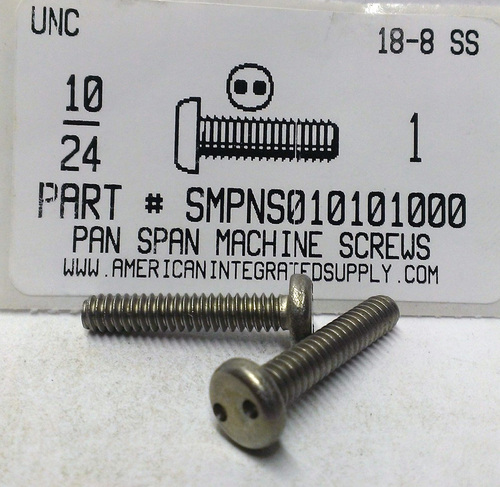 UNC
18-8 SS
10
24
1
PART # SMPNS010101000
PAN SPAN MACHINE SCREWS
WWW.AMERICANINTEGRATEDSUPPLY.COM